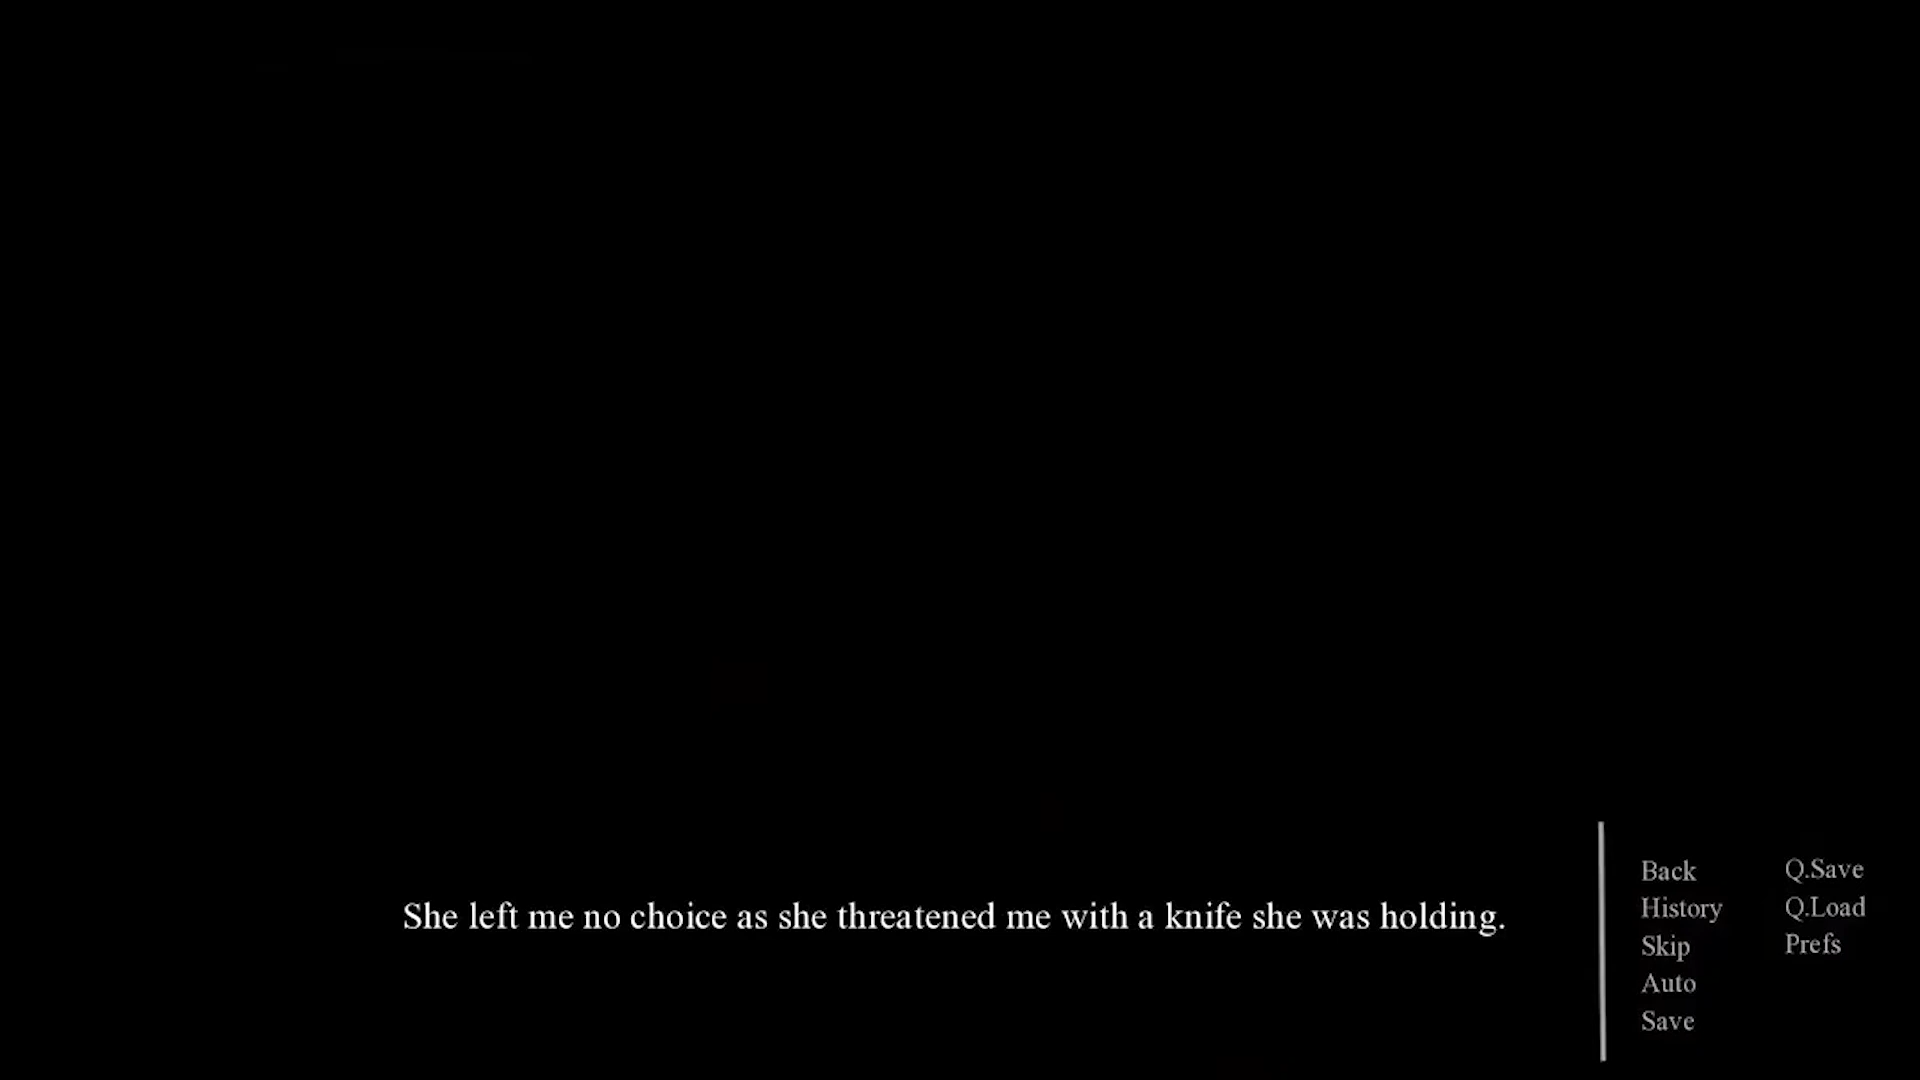 She left me no choice as she threatened me with a knife she was holding.
Back
History
Skip
Auto
Save
Q.Save
Q.Load
Prefs